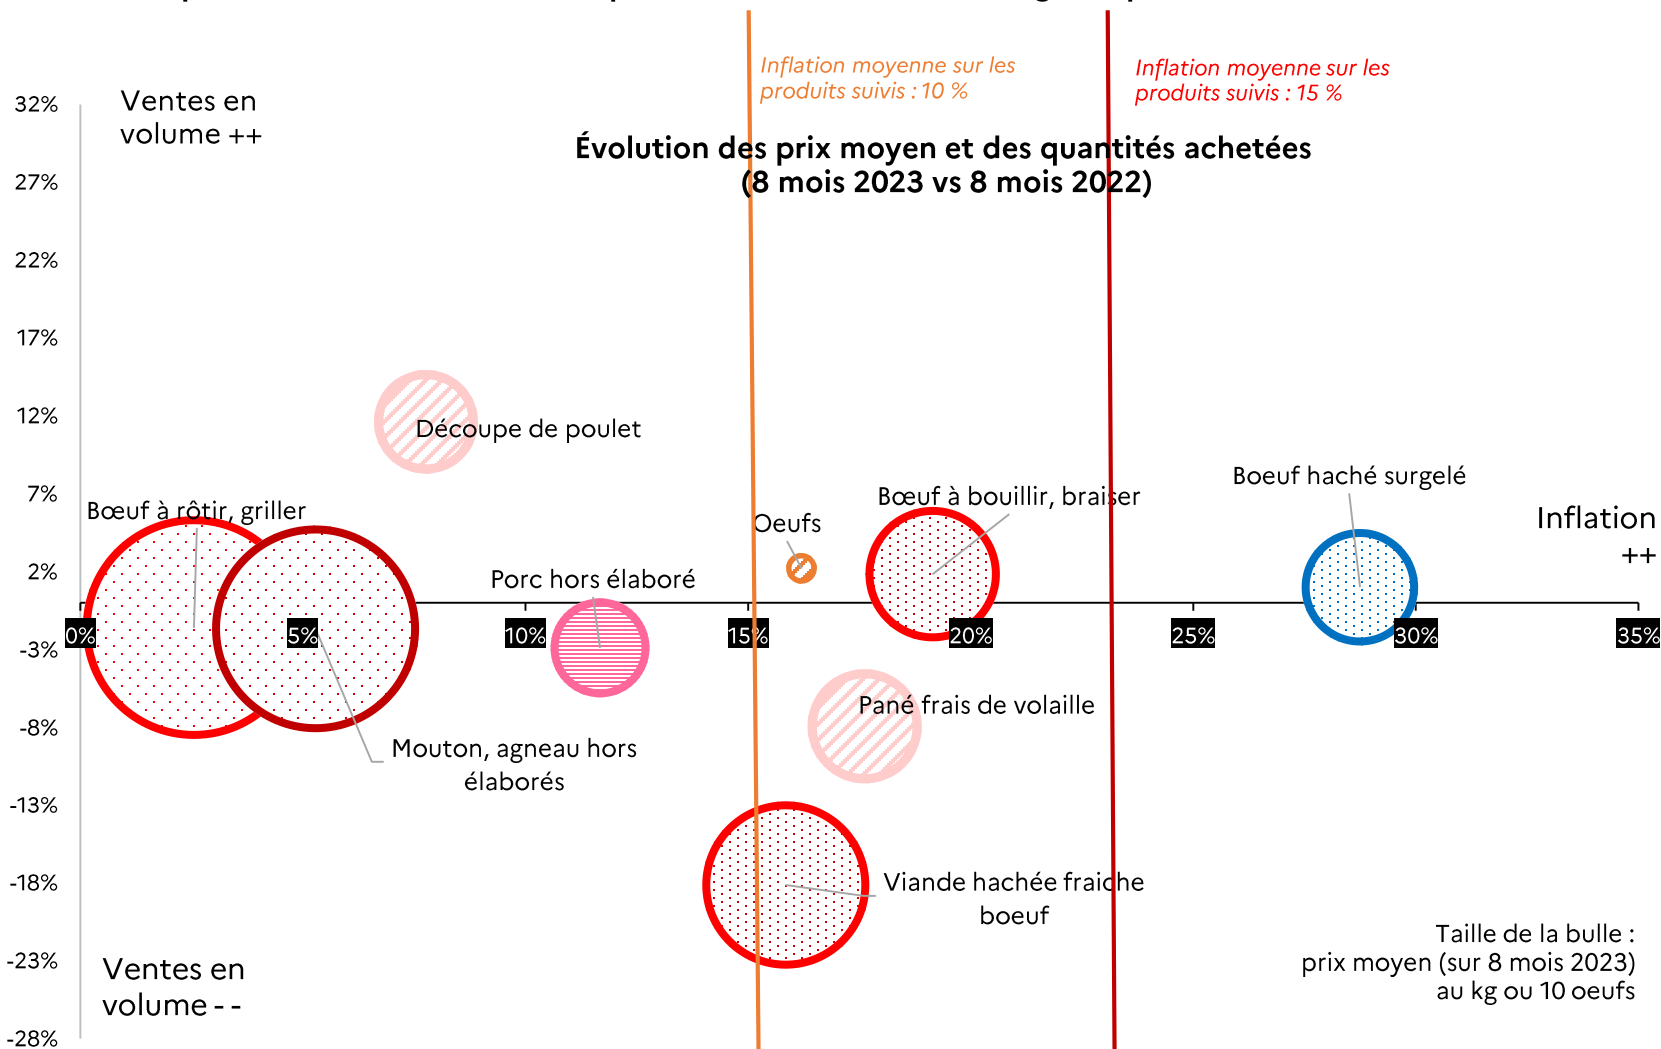 Inflation moyenne sur les
produits suivis : 10 %
Inflation moyenne sur les
produits suivis : 15 %
Ventes en
volume ++
Évolution des prix moyen et des quantités achetées
(8 mois 2023 vs 8 mois 2022)
32%
27%
22%
17%
12%
7%
2%
-3%
-8%
-13%
-18%
-23%
-28%
Découpe de poulet
Bœuf à rôtir, griller
Oeufs
Bœuf à bouillir, braiser
Boeuf haché surgelé
Inflation
++
Porc hors élaboré
0%
5%
10%
15%
20%
25%
30%
35%
Pané frais de volaille
Mouton, agneau hors
élaborés
Viande hachée fraiche
boeuf
Ventes en
volume - -
Taille de la bulle :
prix moyen (sur 8 mois 2023)
au kg ou 10 oeufs